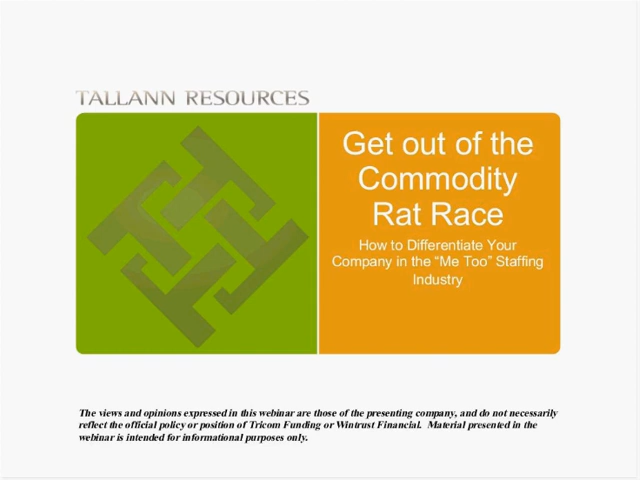 TALLANN RESOURCES
Get out of the
Commodity
Rat Race
How to Differentiate Your
Company in the “Me Too” Staffing
Industry
The views and opinions expressed in this webinar are those of the presenting company, and do not necessarily
reflect the official policy or position of Tricom Funding or Wintrust Financial.  Material presented in the
webinar is intended for informational purposes only.